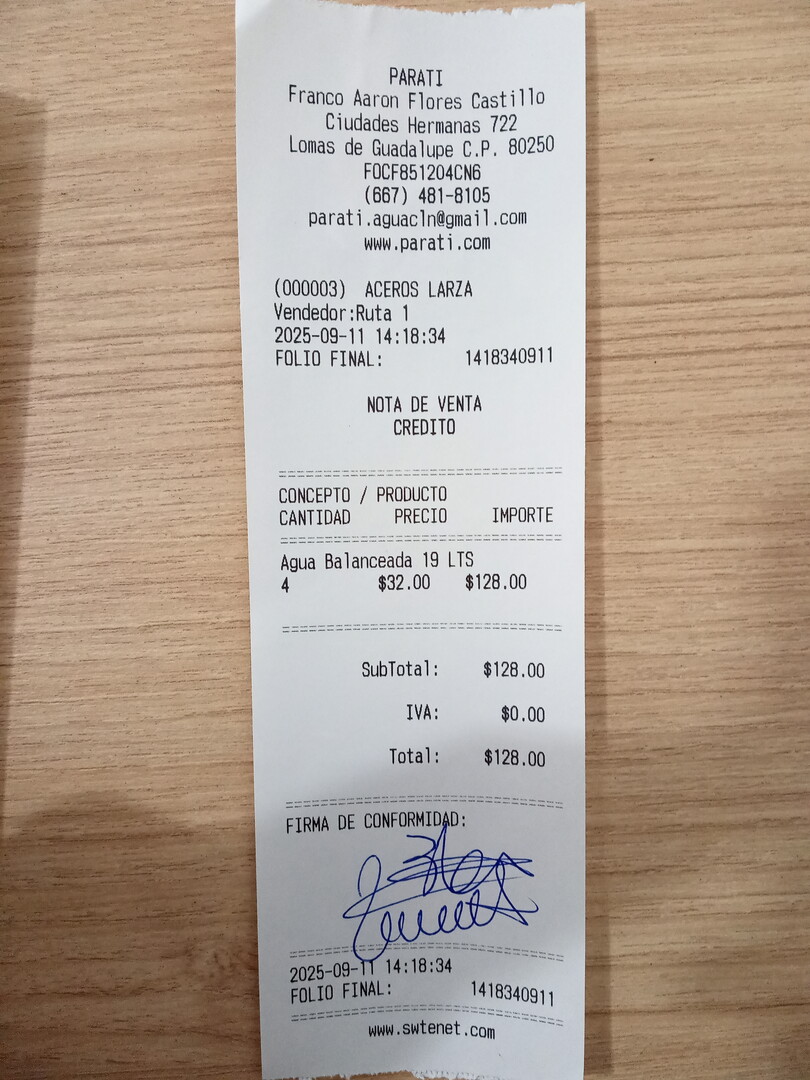 PARATI
Franco Aaron Flores Castillo
Ciudades Hermanas 722
Lomas de Guadalupe C.P. 80250
FOCF851204CN6
(667) 481-8105
parati.aguacln@gmail.com
www.parati.com
(000003) ACEROS LARZA
Vendedor:Ruta 1
2025-09-11 14:18:34
FOLIO FINAL: 1418340911
NOTA DE VENTA
CREDITO
CONCEPTO / PRODUCTO
CANTIDAD PRECIO IMPORTE
Agua Balanceada 19 LTS
4 $32.00 $128.00
SubTotal: $128.00
IVA: $0.00
Total: $128.00
FIRMA DE CONFORMIDAD:
2025-09-11 14:18:34
FOLIO FINAL: 1418340911
www.swtenet.com